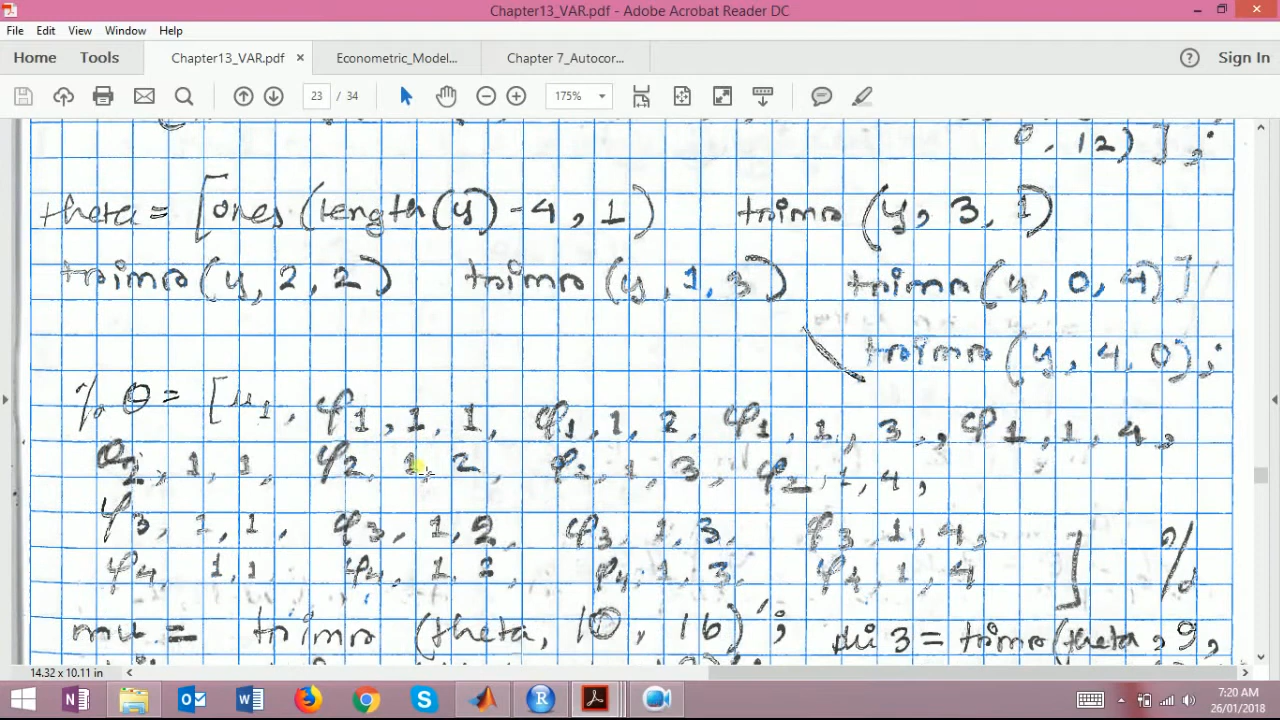 Chapter13_VAR.pdf - Adobe Acrobat Reader DC
File Edit View Window Help
Home Tools Chapter13_VAR.pdf × Econometric_Model... Chapter 7_Autocor... ? Sign In
23 / 34 175%
0, 12)];
theta = [ones(length(y)-4, 1) trimr(y, 3, 1)
trimr(y, 2, 2) trimr(y, 1, 3) trimr(y, 0, 4)]
\ trimr(y, 4, 0);
% θ = [μ1, φ1, 1, 1, φ1, 1, 2, φ1, 1, 3, , φ1, 1, 4,
φ2, 1, 1, φ2, 1, 2, φ2, 1, 3, φ2, 1, 4,
φ3, 1, 1, φ3, 1, 2, φ3, 1, 3, φ3, 1, 4,
φ4, 1, 1, φ4, 1, 2, φ4, 1, 3, φ4, 1, 4 ] %
mu = trimr (theta, 10, 16)'; phi 3 = trimr(theta, 9,
14.32 x 10.11 in
7:20 AM
26/01/2018